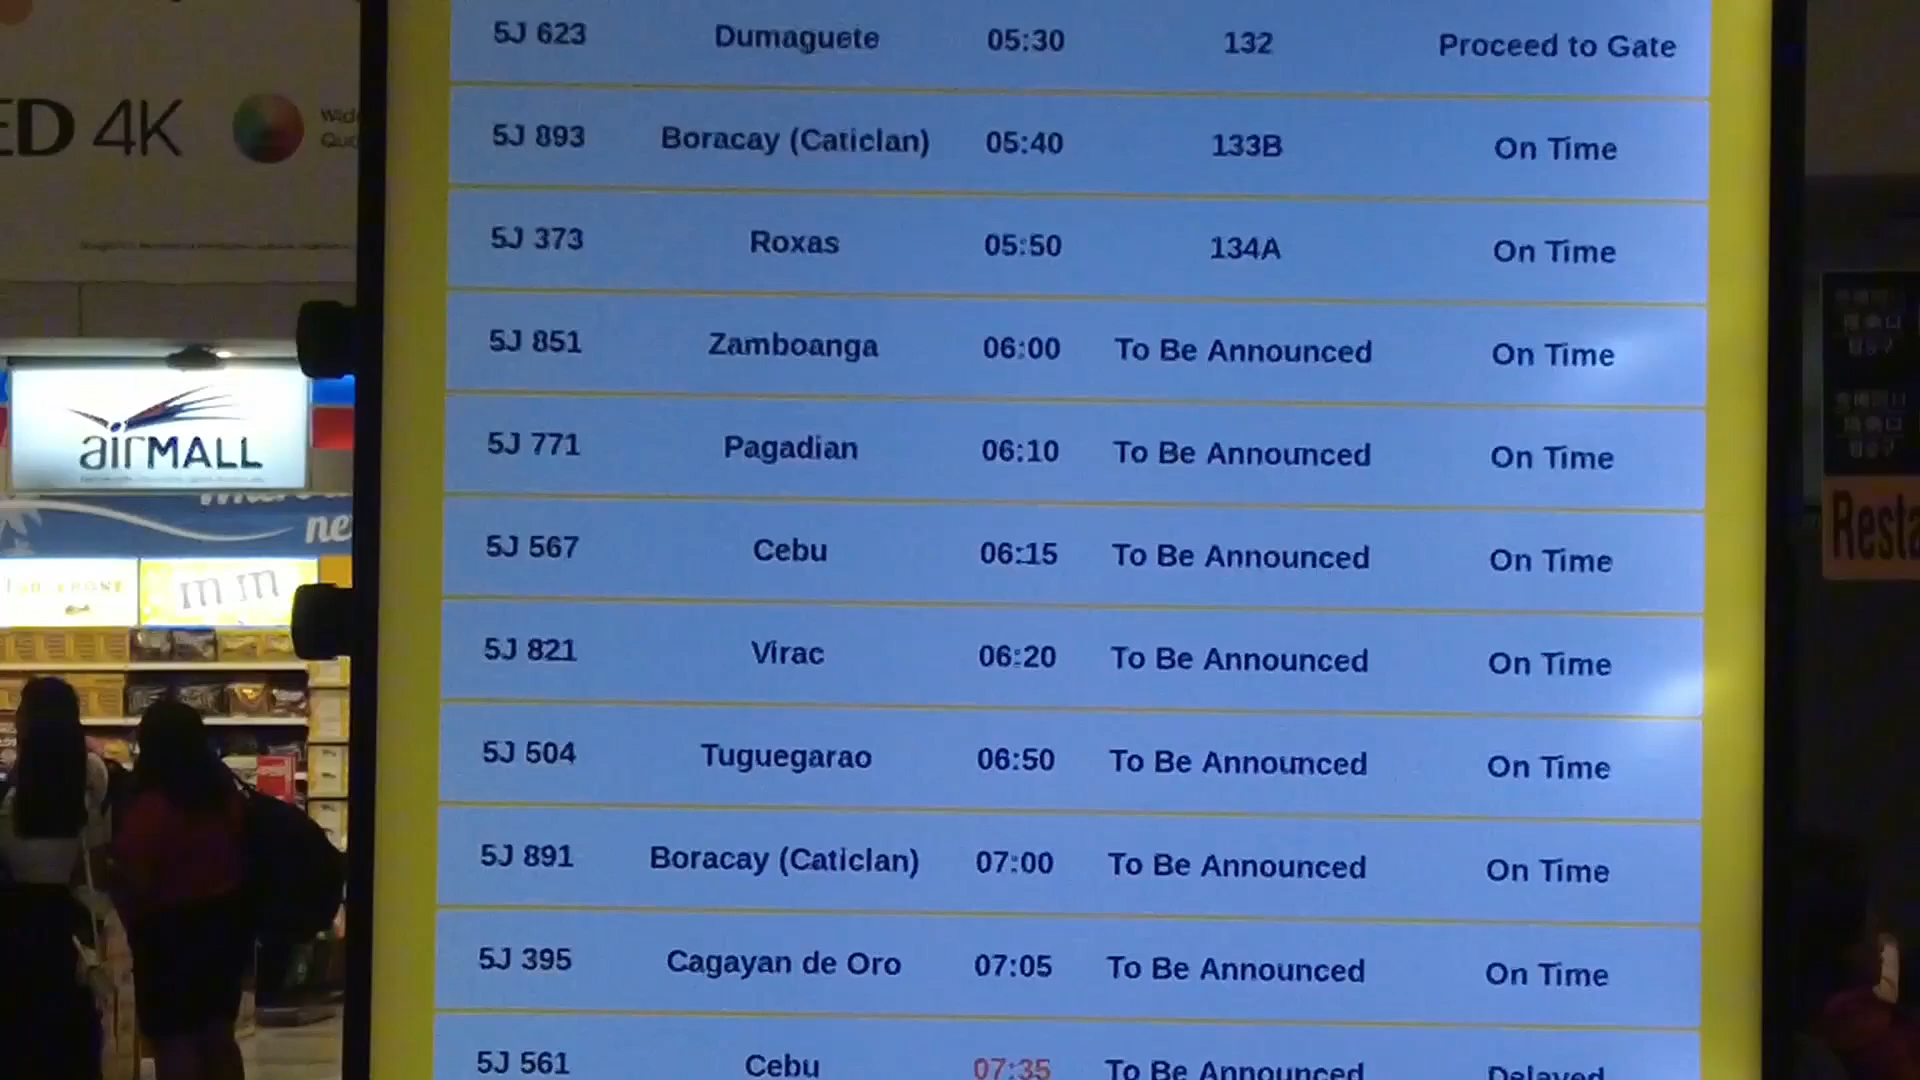 5J 623 Dumaguete 05:30 132 Proceed to Gate
ED 4K
5J 893 Boracay (Caticlan) 05:40 133B On Time
5J 373 Roxas 05:50 134A On Time
5J 851 Zamboanga 06:00 To Be Announced On Time
airMALL
5J 771 Pagadian 06:10 To Be Announced On Time
ne
Resta
5J 567 Cebu 06:15 To Be Announced On Time
m m
5J 821 Virac 06:20 To Be Announced On Time
5J 504 Tuguegarao 06:50 To Be Announced On Time
5J 891 Boracay (Caticlan) 07:00 To Be Announced On Time
5J 395 Cagayan de Oro 07:05 To Be Announced On Time
5J 561 Cebu 07:35 To Be Announced Delayed